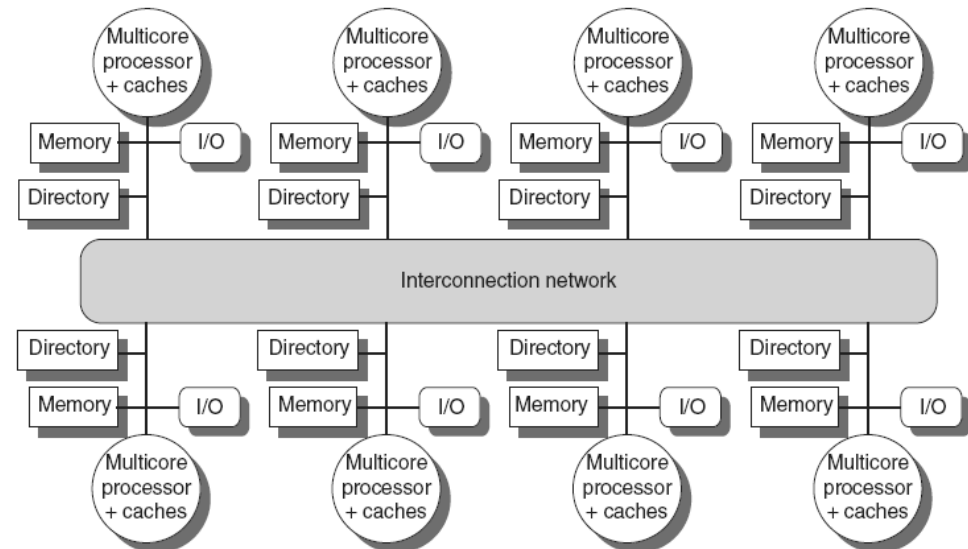 Multicore
processor
+ caches
Multicore
processor
+ caches
Multicore
processor
+ caches
Multicore
processor
+ caches
Memory
I/O
Memory
I/O
Memory
I/O
Memory
I/O
Directory
Directory
Directory
Directory
Interconnection network
Directory
Directory
Directory
Directory
Memory
I/O
Memory
I/O
Memory
I/O
Memory
I/O
Multicore
processor
+ caches
Multicore
processor
+ caches
Multicore
processor
+ caches
Multicore
processor
+ caches